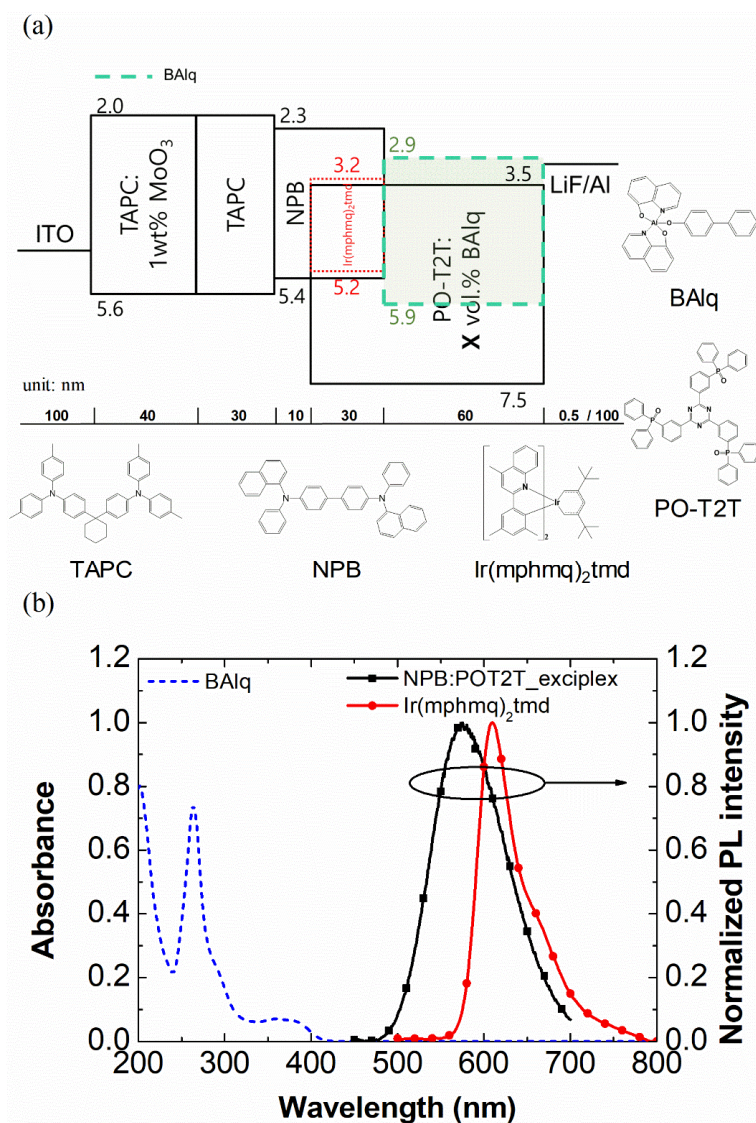 (a)
BAlq
2.0
2.3
2.9
3.2
3.5
LiF/Al
TAPC:
1wt% MoO3
TAPC
NPB
Ir(mphmq)2tmd
PO-T2T:
X vol.% BAlq
ITO
5.6
5.4
5.2
5.9
7.5
BAlq
unit: nm
100 40 30 10 30 60 0.5 / 100
TAPC
NPB
Ir(mphmq)2tmd
PO-T2T
N
N
N
N
N
Ir
2
Al
O
N
O
N
O
N
N
N
P
O
P
O
P
O
(b)
BAlq
NPB:POT2T_exciplex
Ir(mphmq)2tmd
Absorbance
Normalized PL intensity
1.2
1.0
0.8
0.6
0.4
0.2
0.0
1.2
1.0
0.8
0.6
0.4
0.2
0.0
200 300 400 500 600 700 800
Wavelength (nm)